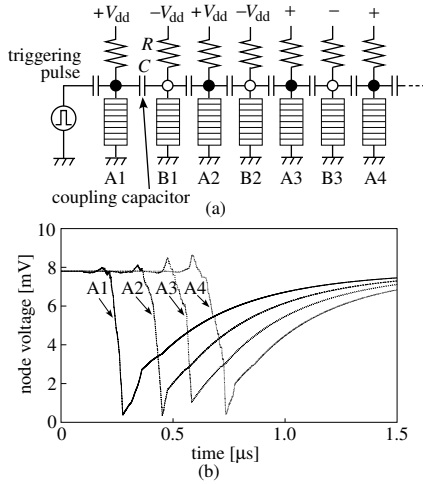 +Vdd −Vdd +Vdd −Vdd + − +
R
triggering
pulse
C
A1 B1 A2 B2 A3 B3 A4
coupling capacitor
(a)
10
8
6
4
2
0
node voltage [mV]
A1 A2 A3 A4
0 0.5 1.0 1.5
time [μs]
(b)